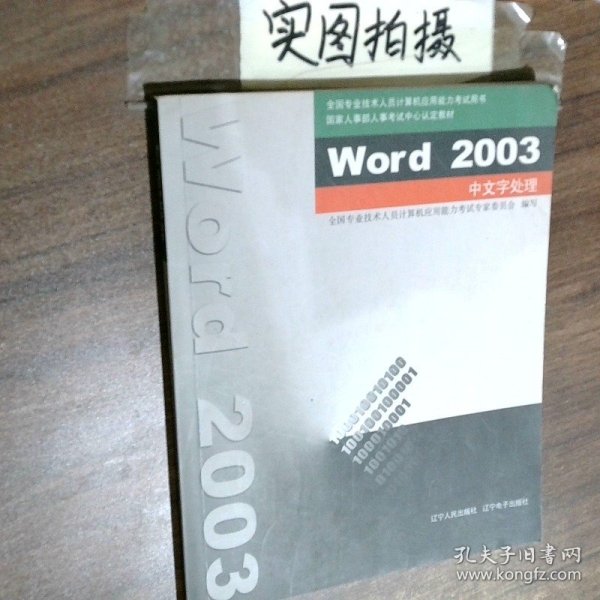 实图拍摄
全国专业技术人员计算机应用能力考试用书
国家人事部人事考试中心认定教材
Word 2003
中文字处理
全国专业技术人员计算机应用能力考试专家委员会 编写
Word 2003
100100100001
100010001
辽宁人民出版社 辽宁电子出版社
孔夫子旧书网
www.kongfz.com